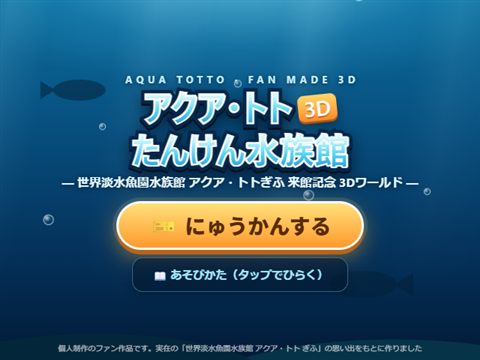 AQUA TOTTO · FAN MADE 3D
アクア・トト 3D
たんけん水族館
― 世界淡水魚園水族館 アクア・トトぎふ 来館記念 3Dワールド ―
🎫 にゅうかんする
📖 あそびかた（タップでひらく）
個人制作のファン作品です。実在の「世界淡水魚園水族館 アクア・トト ぎふ」の思い出をもとに作りました